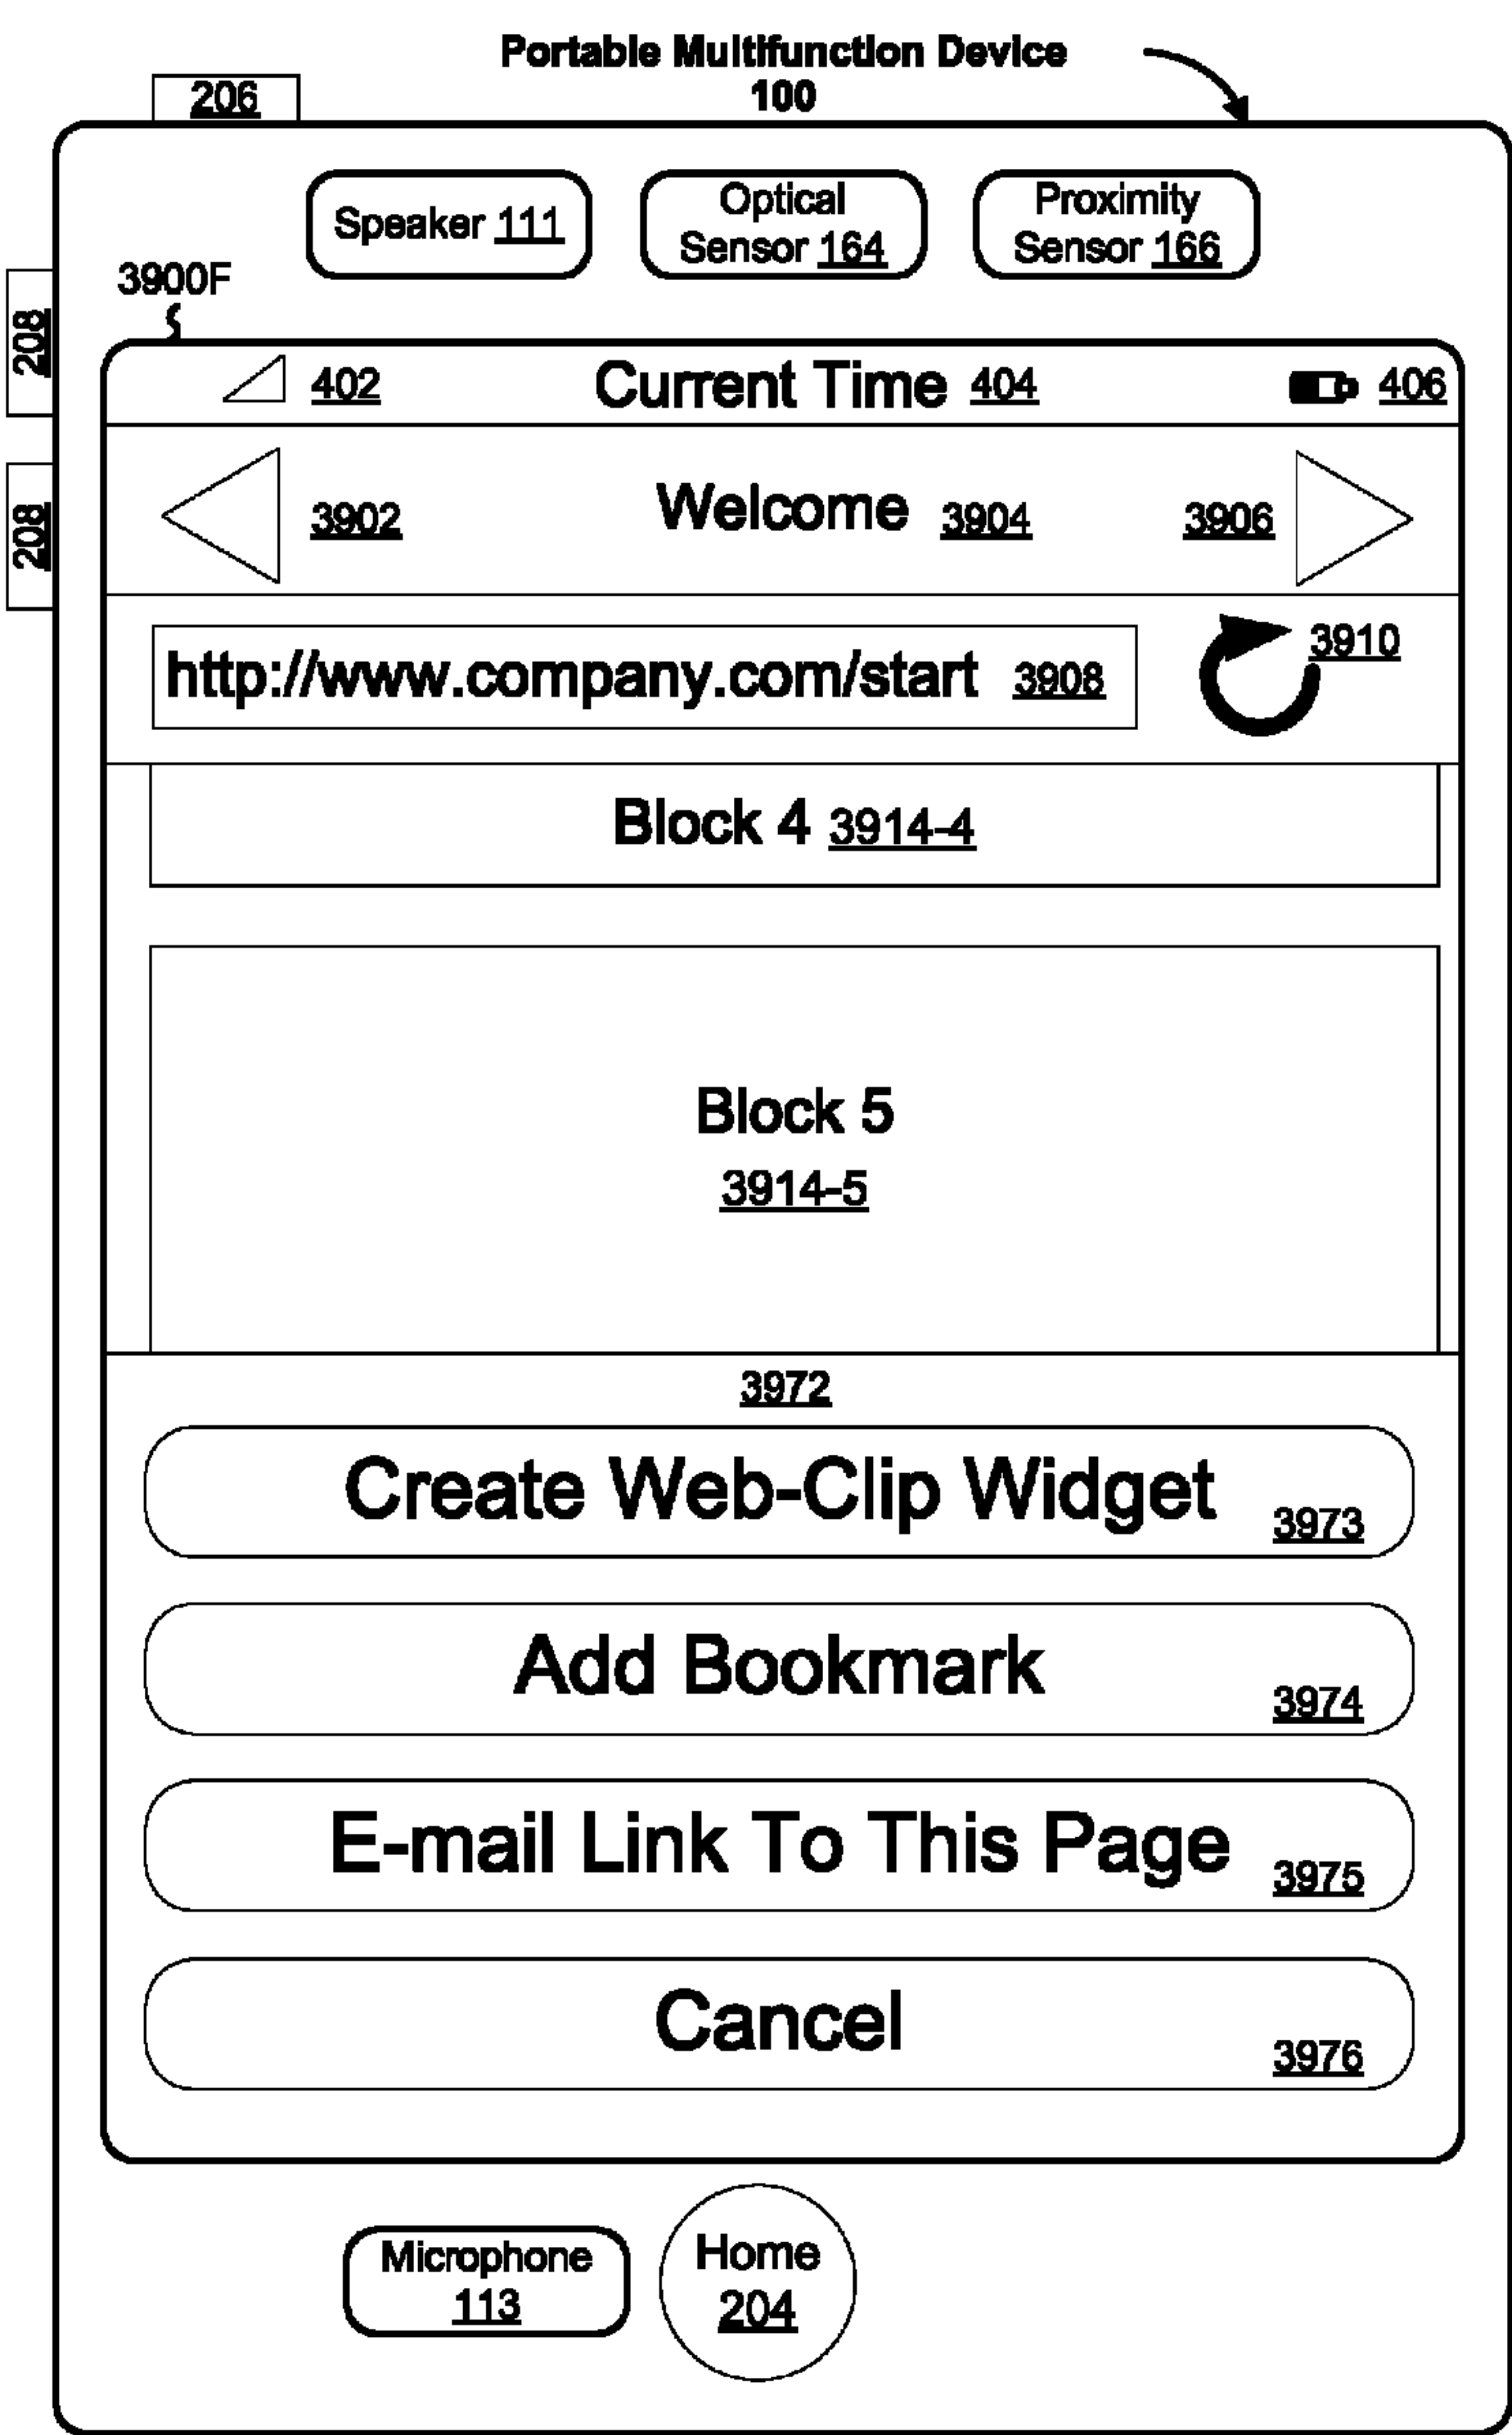 Portable Multifunction Device
100
206
Speaker 111
Optical
Sensor 164
Proximity
Sensor 166
3900F
208
208
402
Current Time 404
406
3902
Welcome 3904
3906
http://www.company.com/start 3908
3910
Block 4 3914-4
Block 5
3914-5
3972
Create Web-Clip Widget 3973
Add Bookmark 3974
E-mail Link To This Page 3975
Cancel 3976
Microphone
113
Home
204